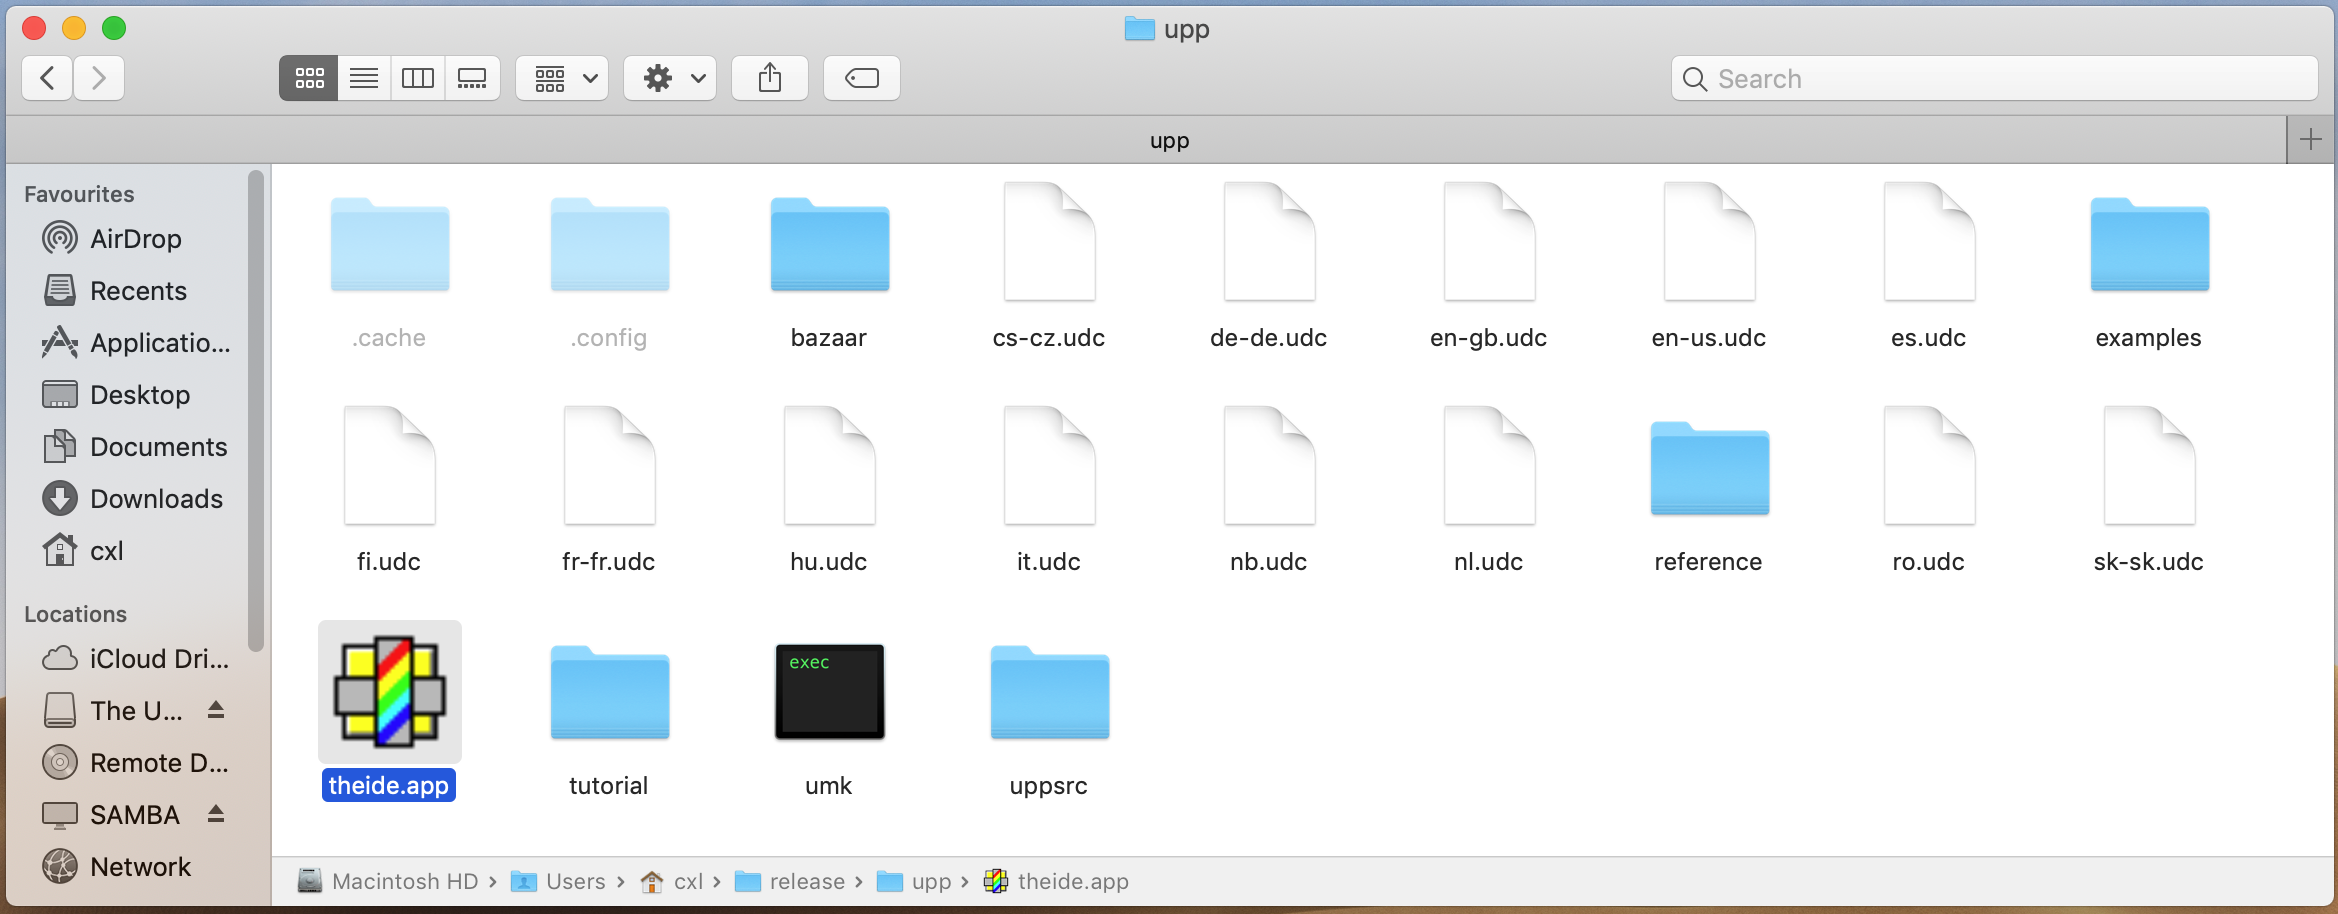 upp
Search
upp
Favourites
AirDrop
Recents
Applicatio...
Desktop
Documents
Downloads
cxl
Locations
iCloud Dri...
The U...
Remote D...
SAMBA
Network
.cache .config bazaar cs-cz.udc de-de.udc en-gb.udc en-us.udc es.udc examples
fi.udc fr-fr.udc hu.udc it.udc nb.udc nl.udc reference ro.udc sk-sk.udc
exec
theide.app tutorial umk uppsrc
Macintosh HD › Users › cxl › release › upp › theide.app